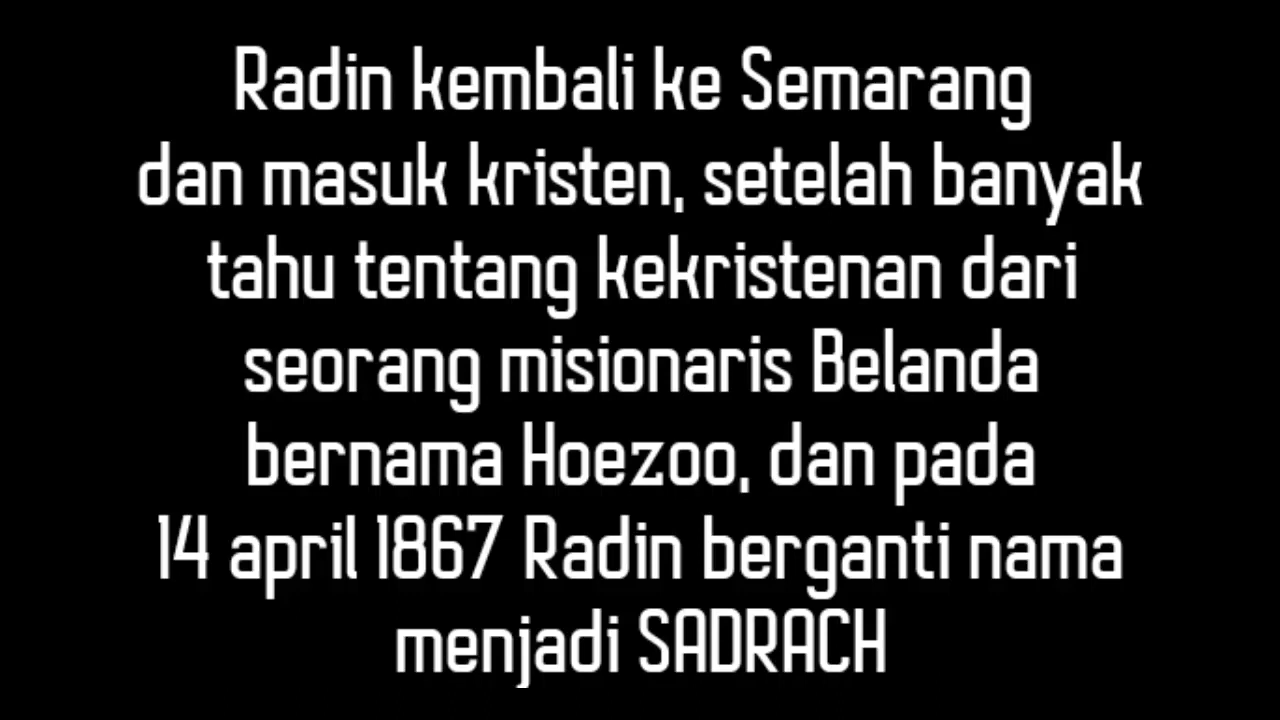 Radin kembali ke Semarang
dan masuk kristen, setelah banyak
tahu tentang kekristenan dari
seorang misionaris Belanda
bernama Hoezoo, dan pada
14 april 1867 Radin berganti nama
menjadi SADRACH